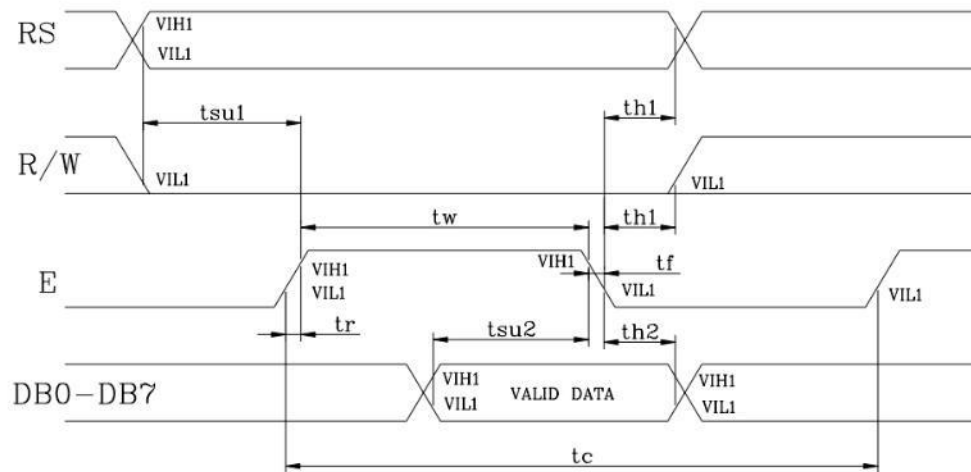 RS
VIH1
VIL1
tsu1
th1
R/W
VIL1
VIL1
tw
th1
E
VIH1
VIL1
VIH1
tf
VIL1
VIL1
tr
tsu2
th2
DB0-DB7
VIH1
VIL1
VALID DATA
VIH1
VIL1
tc